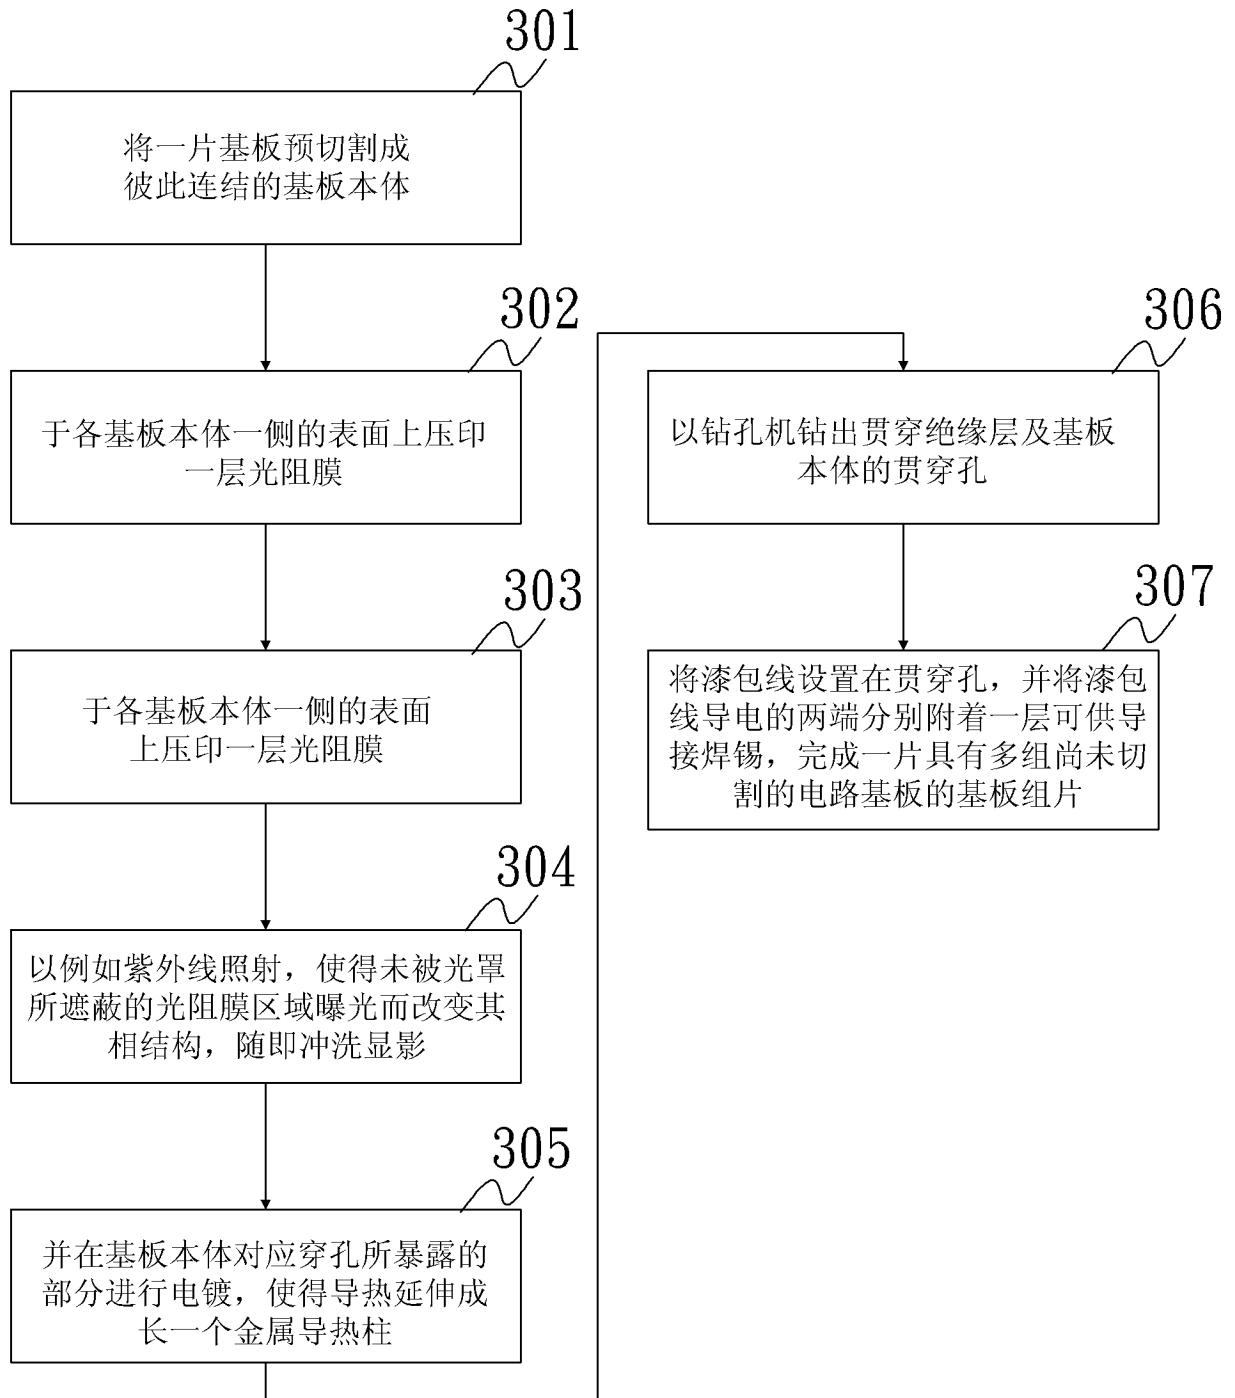 301
将一片基板预切割成
彼此连结的基板本体
302
于各基板本体一侧的表面上压印
一层光阻膜
303
于各基板本体一侧的表面
上压印一层光阻膜
304
以例如紫外线照射，使得未被光罩
所遮蔽的光阻膜区域曝光而改变其
相结构，随即冲洗显影
305
并在基板本体对应穿孔所暴露的
部分进行电镀，使得导热延伸成
长一个金属导热柱
306
以钻孔机钻出贯穿绝缘层及基板
本体的贯穿孔
307
将漆包线设置在贯穿孔，并将漆包
线导电的两端分别附着一层可供导
接焊锡，完成一片具有多组尚未切
割的电路基板的基板组片